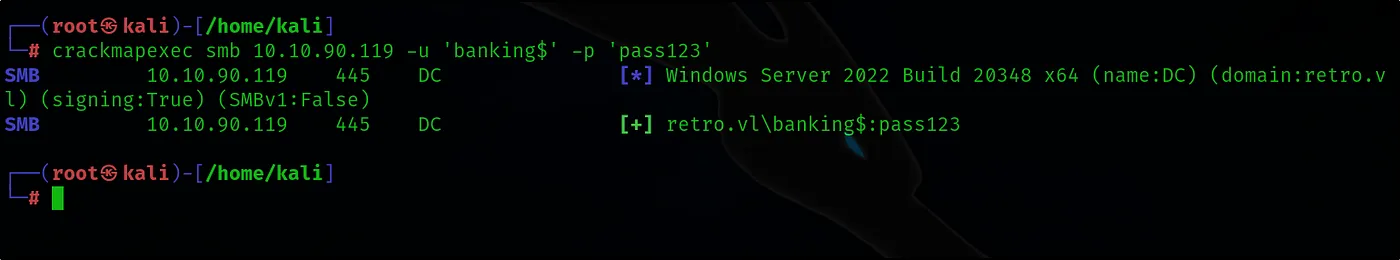 ┌──(root㉿kali)-[/home/kali]
└─# crackmapexec smb 10.10.90.119 -u 'banking$' -p 'pass123'
SMB         10.10.90.119    445    DC               [*] Windows Server 2022 Build 20348 x64 (name:DC) (domain:retro.v
l) (signing:True) (SMBv1:False)
SMB         10.10.90.119    445    DC               [+] retro.vl\banking$:pass123
┌──(root㉿kali)-[/home/kali]
└─#